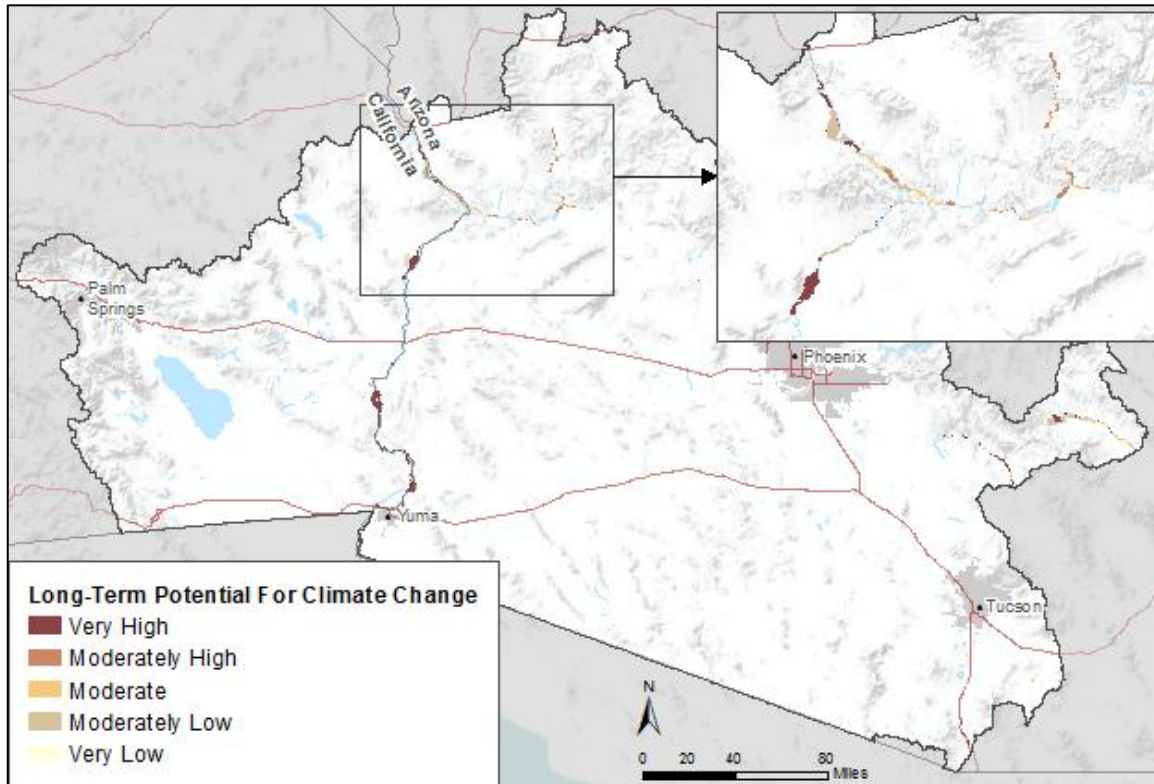 Arizona
California
Palm
Springs
Phoenix
Yuma
Tucson
Long-Term Potential For Climate Change
Very High
Moderately High
Moderate
Moderately Low
Very Low
N
0 20 40 80
Miles